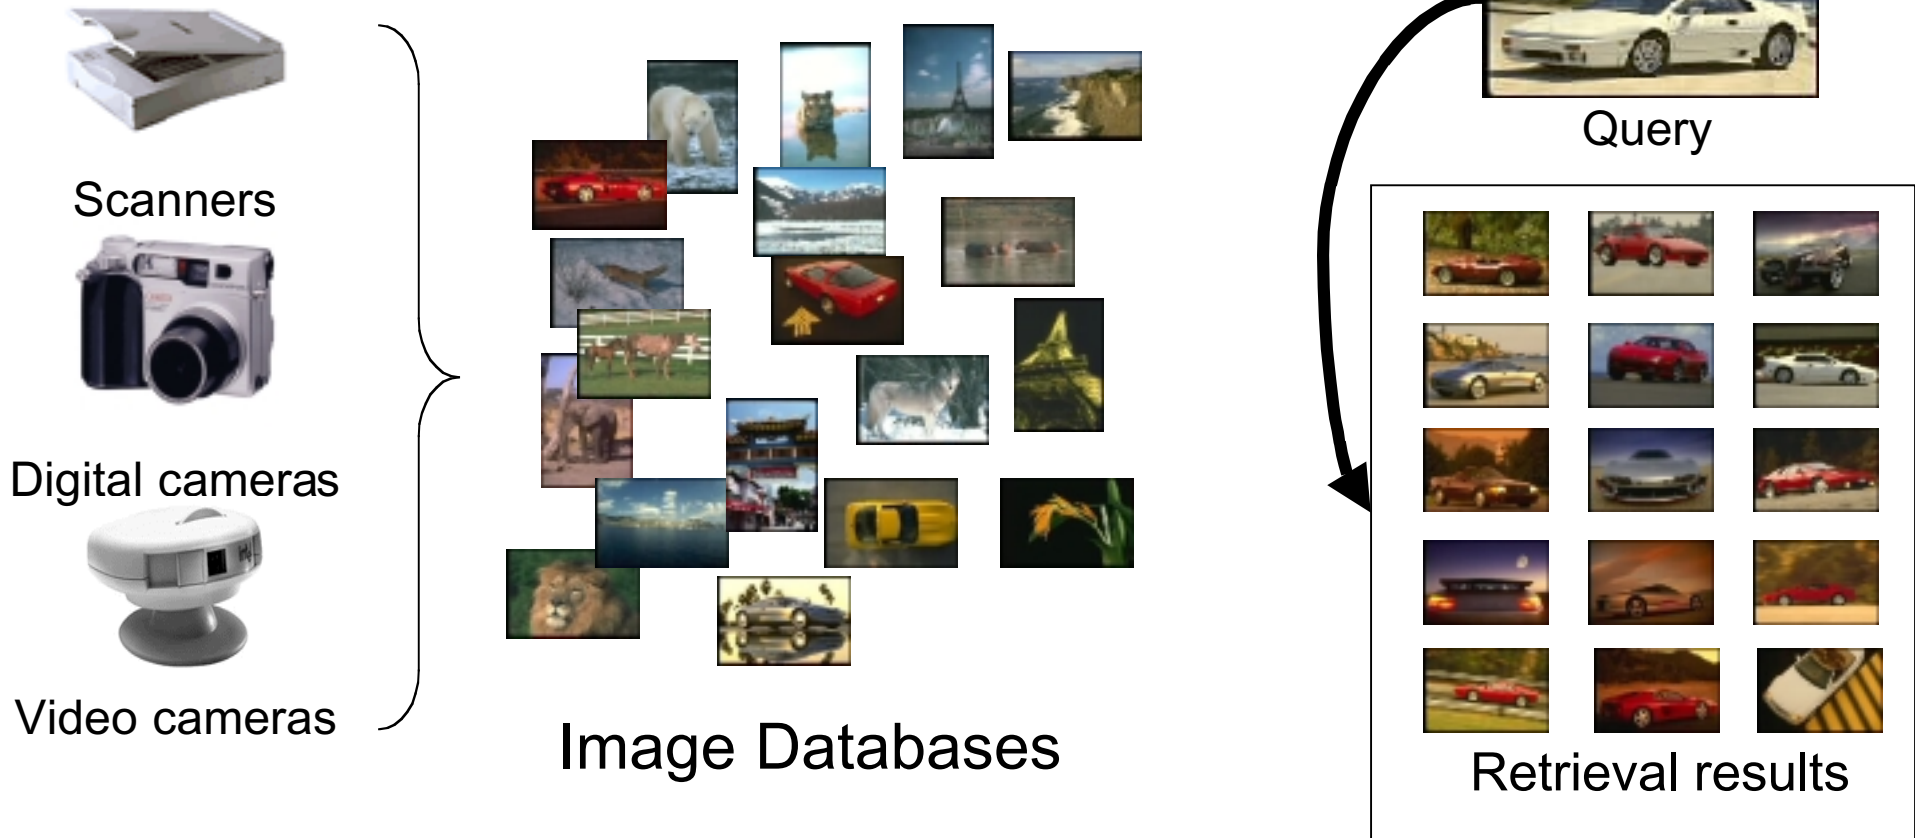 Scanners
Digital cameras
Video cameras
Image Databases
Query
Retrieval results